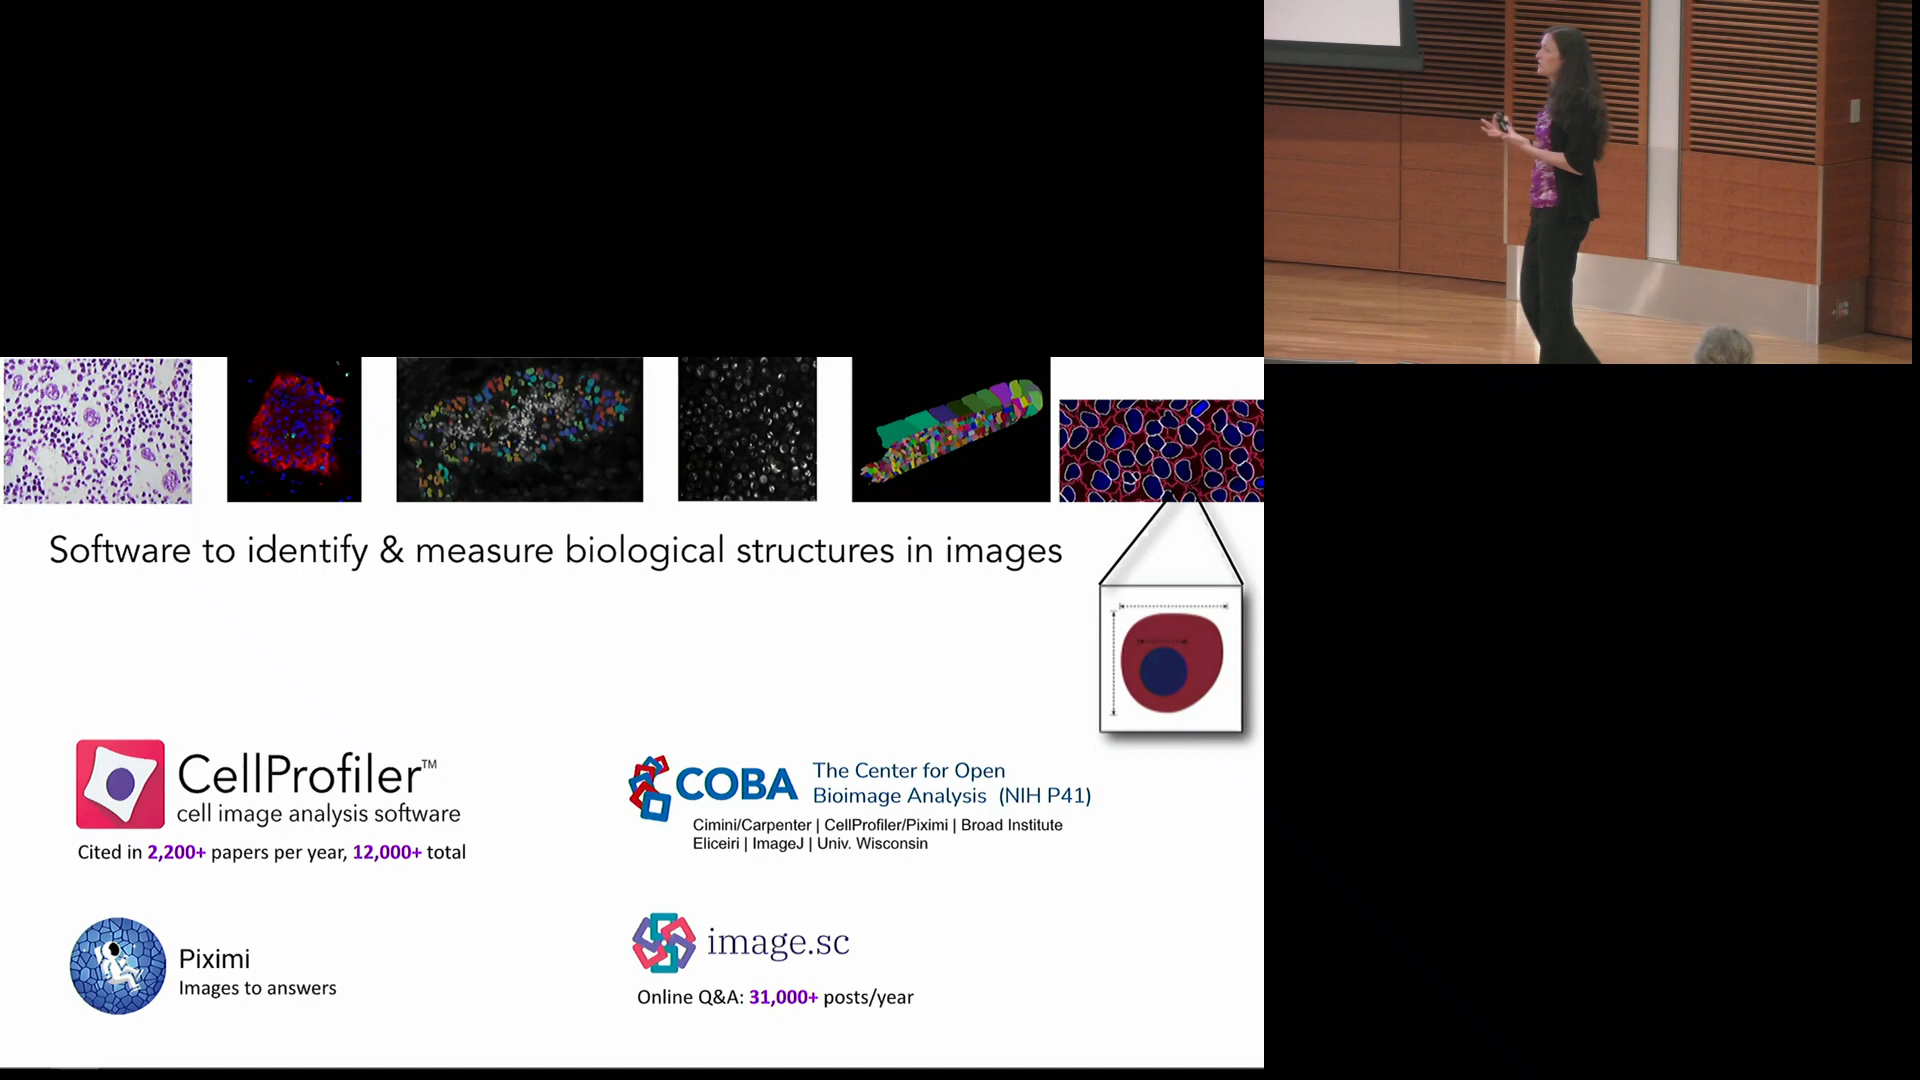 Software to identify & measure biological structures in images
CellProfiler™
cell image analysis software
Cited in 2,200+ papers per year, 12,000+ total
COBA
The Center for Open
Bioimage Analysis (NIH P41)
Cimini/Carpenter | CellProfiler/Piximi | Broad Institute
Eliceiri | ImageJ | Univ. Wisconsin
Piximi
Images to answers
image.sc
Online Q&A: 31,000+ posts/year